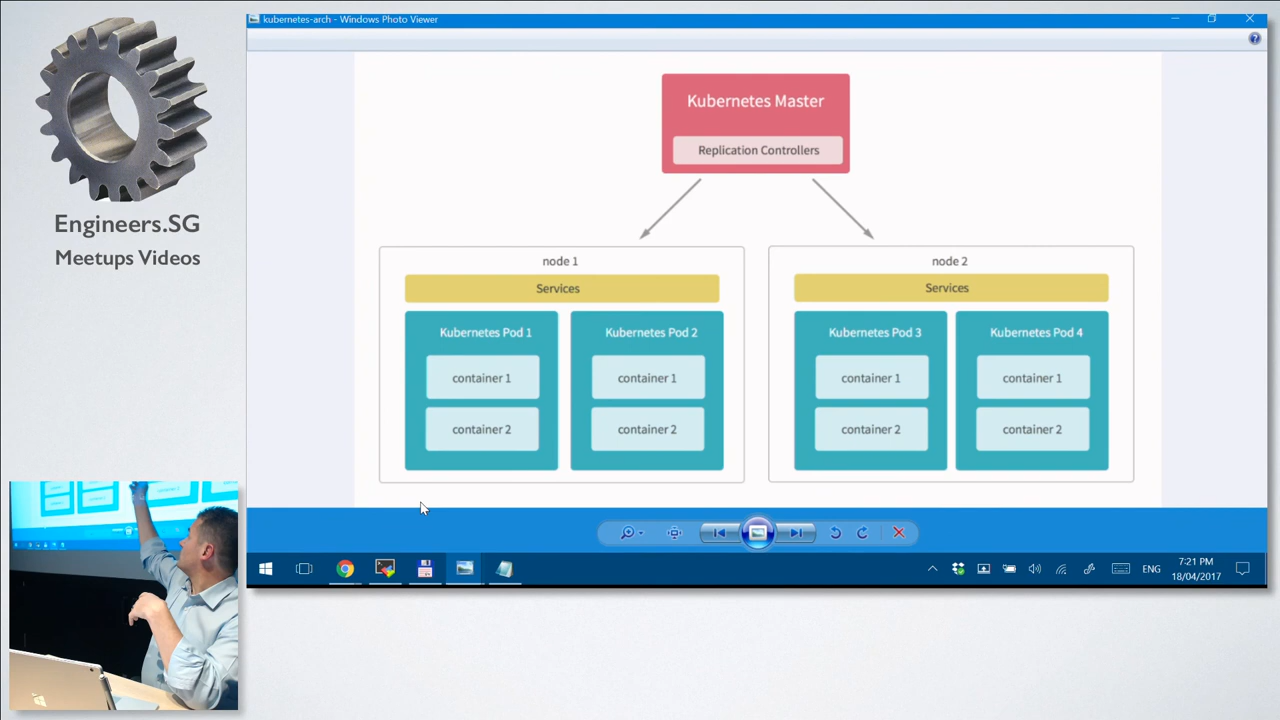 Engineers.SG
Meetups Videos
kubernetes-arch - Windows Photo Viewer
Kubernetes Master
Replication Controllers
node 1
Services
Kubernetes Pod 1
container 1
container 2
Kubernetes Pod 2
container 1
container 2
node 2
Services
Kubernetes Pod 3
container 1
container 2
Kubernetes Pod 4
container 1
container 2
ENG
7:21 PM
18/04/2017